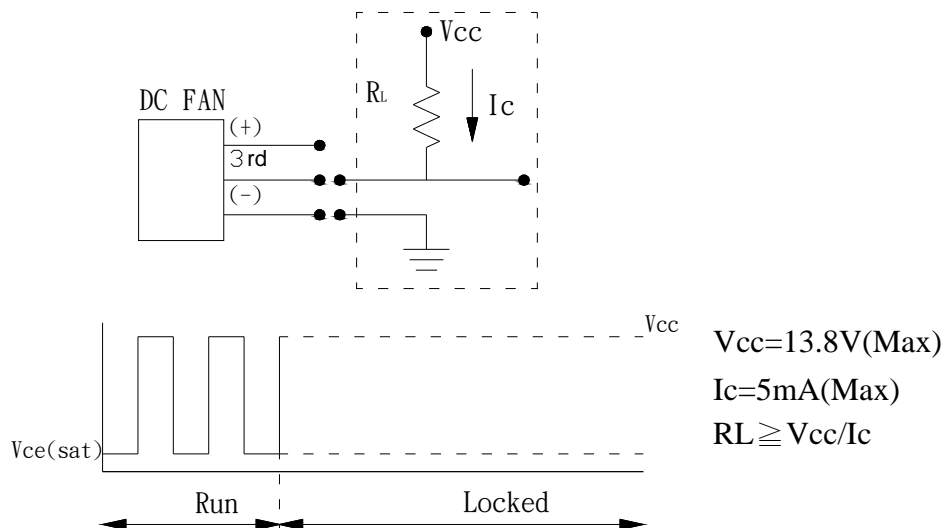 Vcc
RL
Ic
DC FAN
(+)
3rd
(-)
Vcc
Vcc=13.8V(Max)
Ic=5mA(Max)
RL≧Vcc/Ic
Vce(sat)
Run
Locked